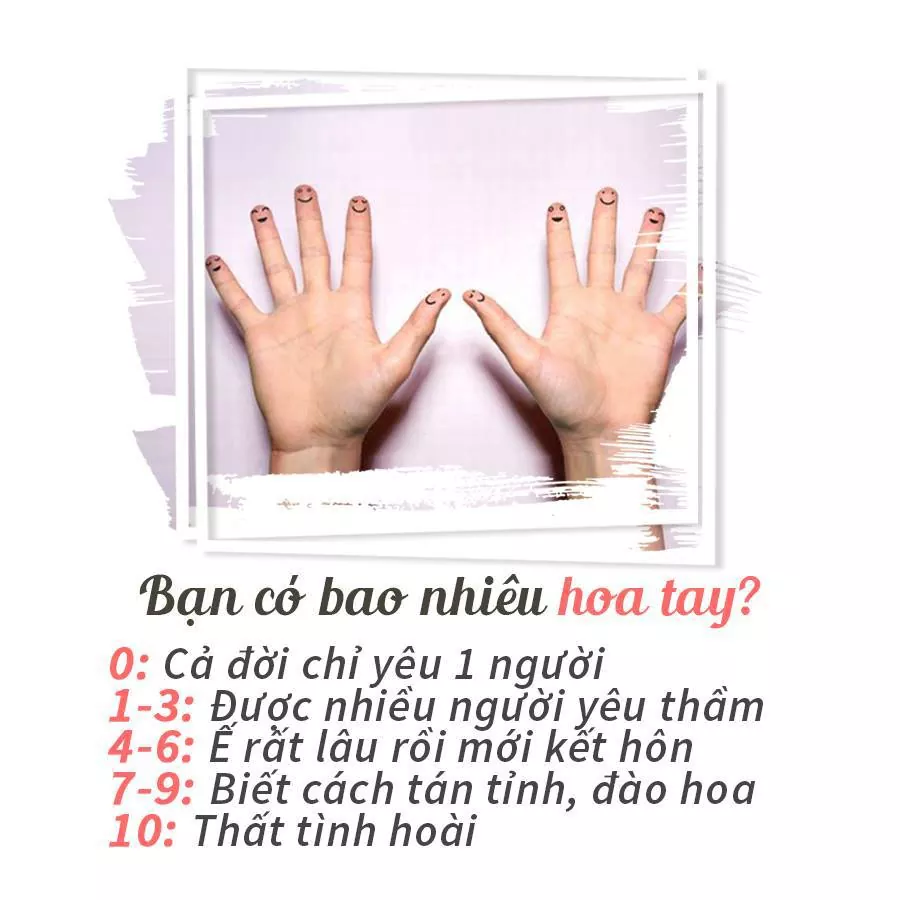 Bạn có bao nhiêu hoa tay?
0: Cả đời chỉ yêu 1 người
1-3: Được nhiều người yêu thầm
4-6: Ế rất lâu rồi mới kết hôn
7-9: Biết cách tán tỉnh, đào hoa
10: Thất tình hoài